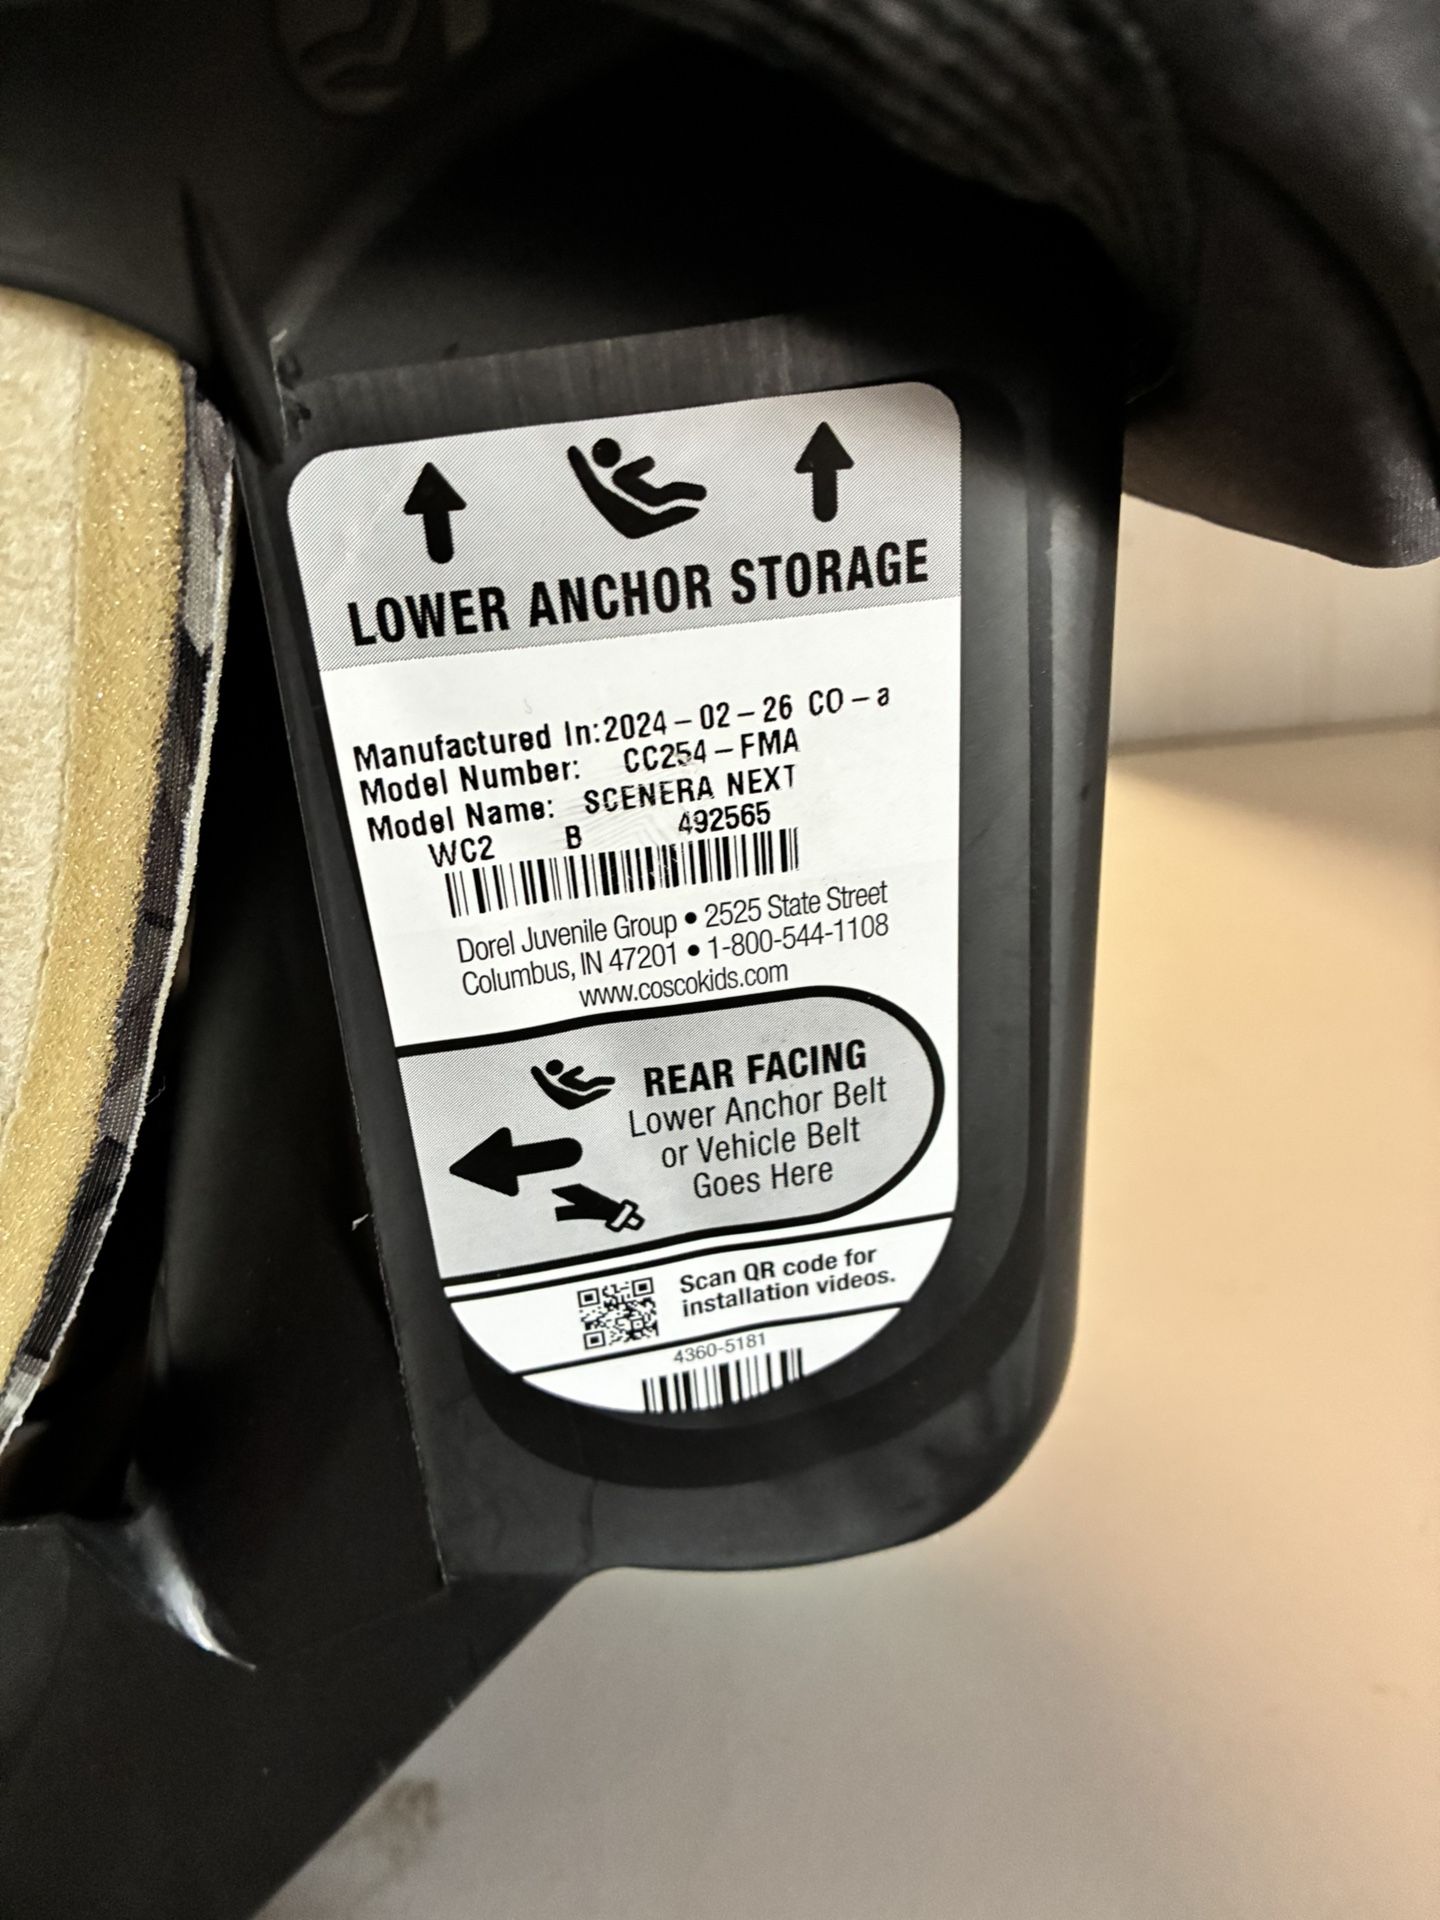 LOWER ANCHOR STORAGE
Manufactured In:2024-02-26 CO-a
Model Number: CC254-FMA
Model Name: SCENERA NEXT
WC2 B 492565
Dorel Juvenile Group • 2525 State Street
Columbus, IN 47201 • 1-800-544-1108
www.coscokids.com
REAR FACING
Lower Anchor Belt
or Vehicle Belt
Goes Here
Scan QR code for
installation videos.
4360-5181